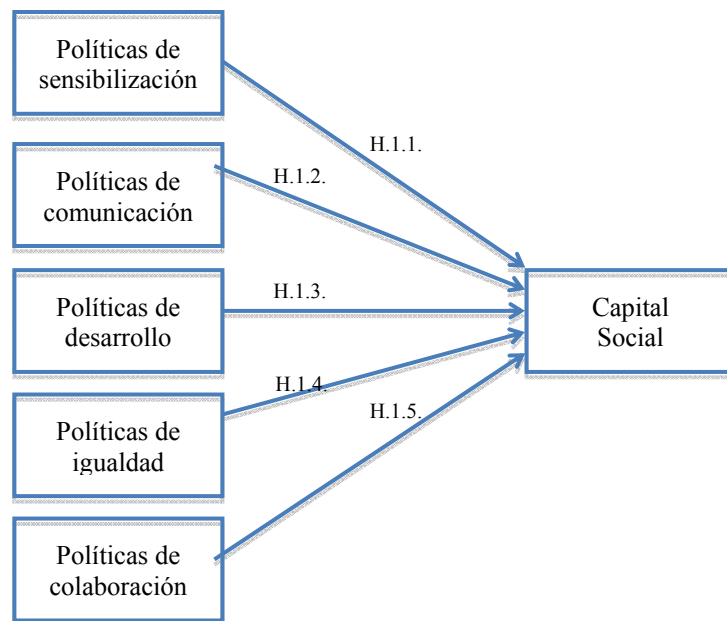 Políticas de
sensibilización
H.1.1.
Políticas de
comunicación
H.1.2.
Políticas de
desarrollo
H.1.3.
Capital
Social
Políticas de
igualdad
H.1.4.
H.1.5.
Políticas de
colaboración